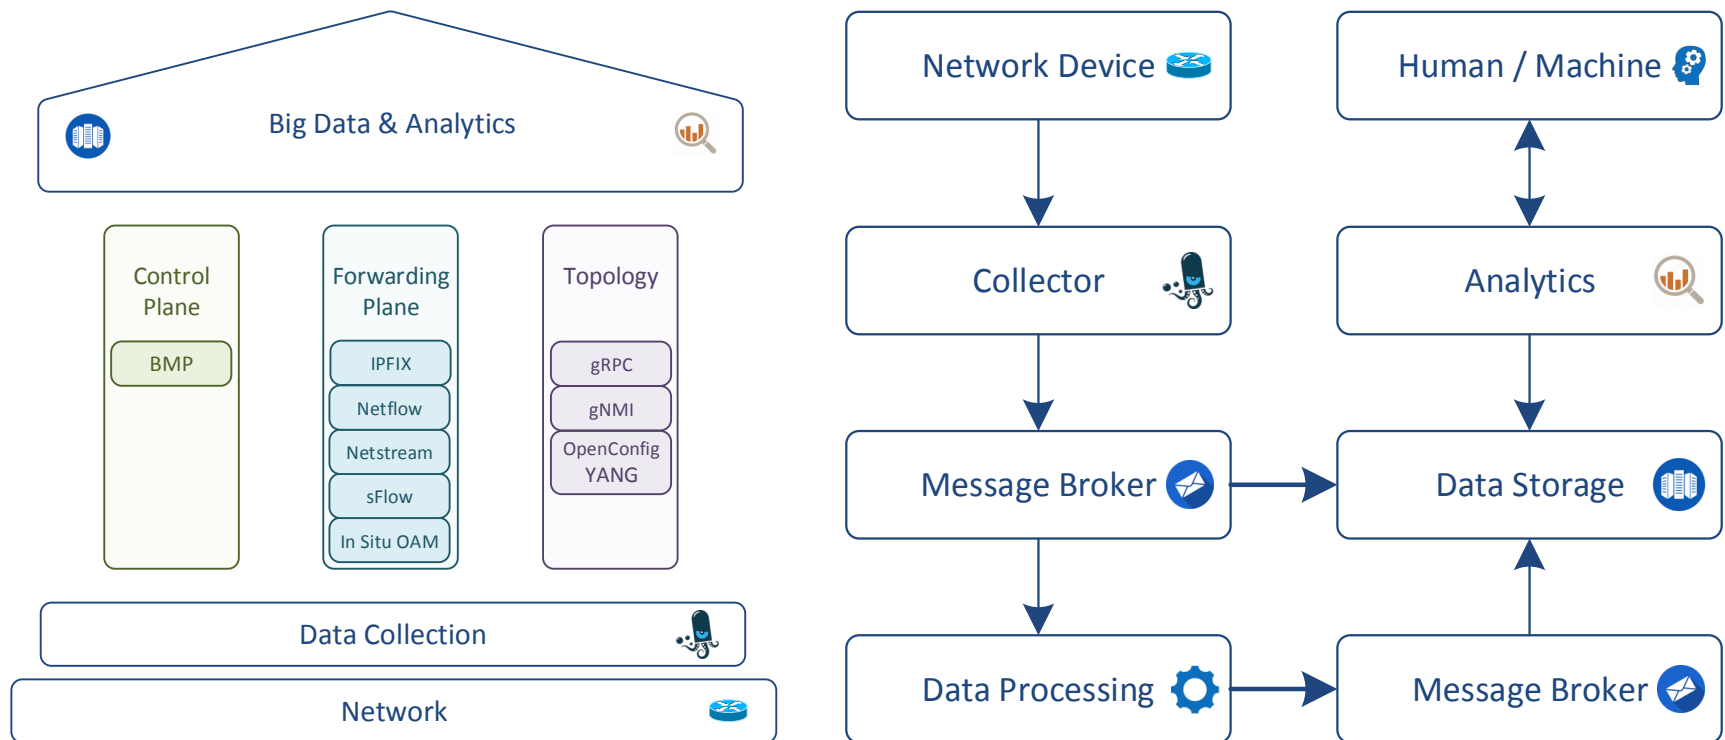 Big Data & Analytics
Control
Plane
BMP
Forwarding
Plane
IPFIX
Netflow
Netstream
sFlow
In Situ OAM
Topology
gRPC
gNMI
OpenConfig
YANG
Data Collection
Network
Network Device
Collector
Message Broker
Data Processing
Human / Machine
Analytics
Data Storage
Message Broker